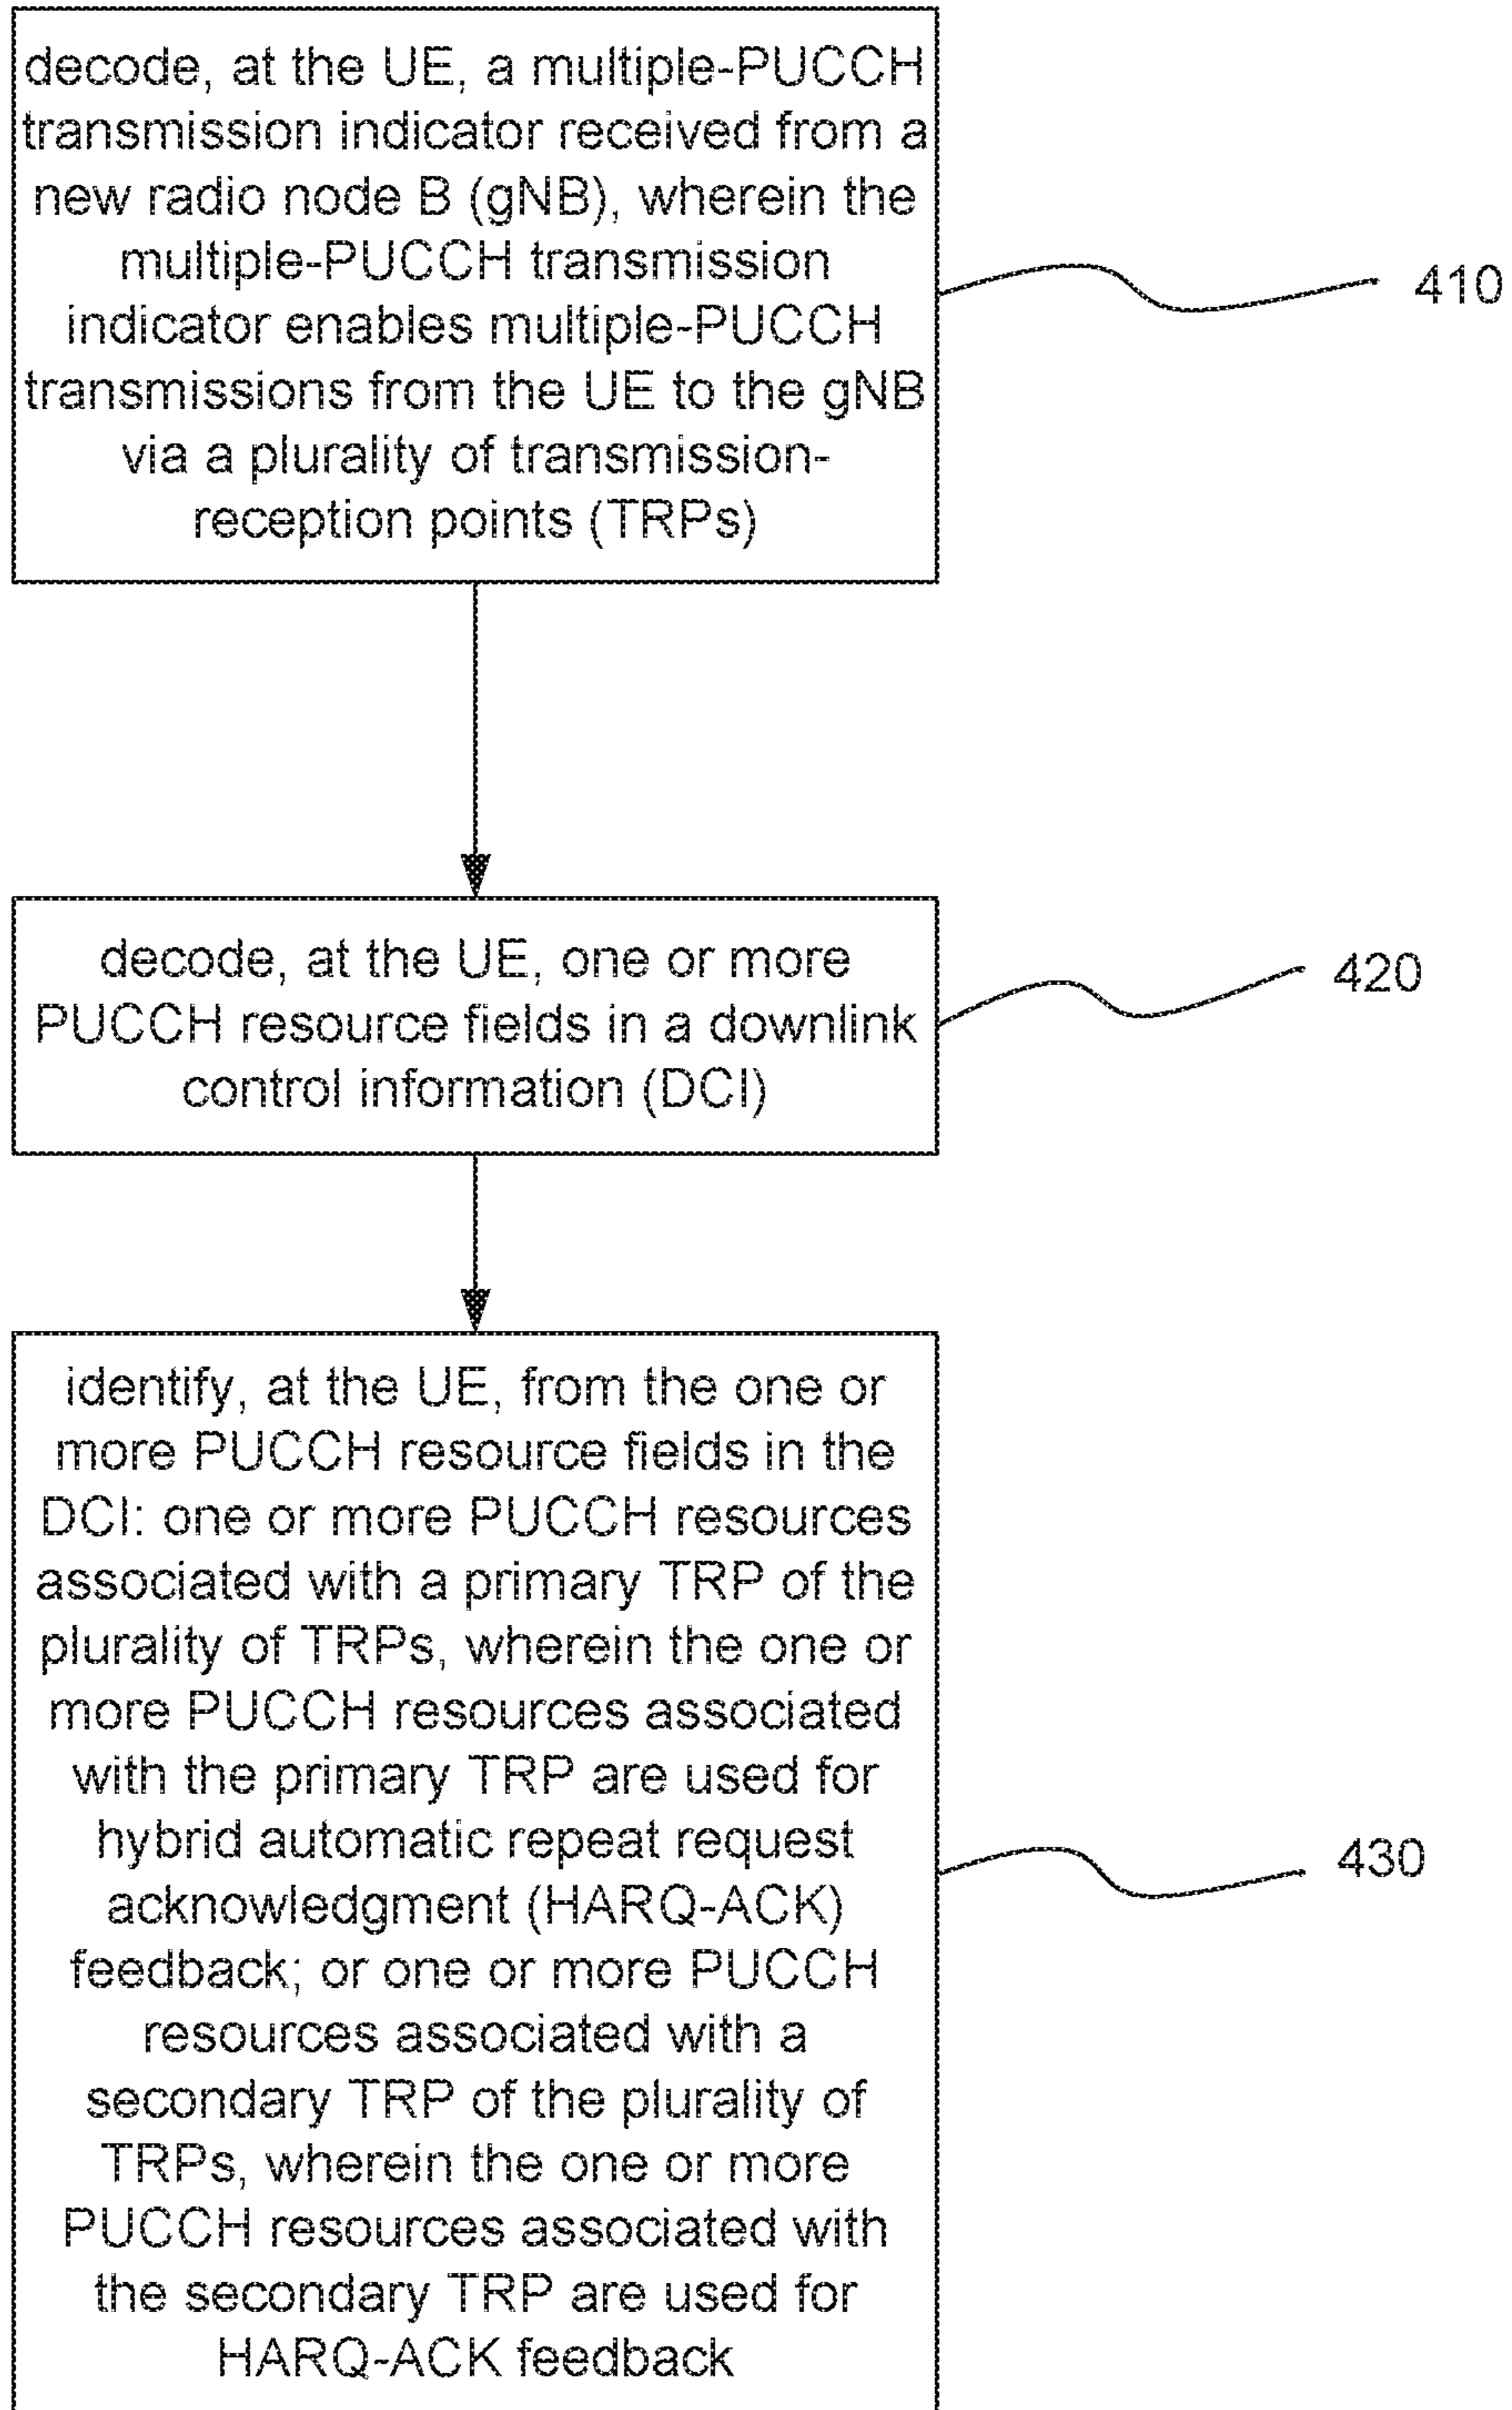 decode, at the UE, a multiple-PUCCH
transmission indicator received from a
new radio node B (gNB), wherein the
multiple-PUCCH transmission
indicator enables multiple-PUCCH
transmissions from the UE to the gNB
via a plurality of transmission-
reception points (TRPs)
410
decode, at the UE, one or more
PUCCH resource fields in a downlink
control information (DCI)
420
identify, at the UE, from the one or
more PUCCH resource fields in the
DCI: one or more PUCCH resources
associated with a primary TRP of the
plurality of TRPs, wherein the one or
more PUCCH resources associated
with the primary TRP are used for
hybrid automatic repeat request
acknowledgment (HARQ-ACK)
feedback; or one or more PUCCH
resources associated with a
secondary TRP of the plurality of
TRPs, wherein the one or more
PUCCH resources associated with
the secondary TRP are used for
HARQ-ACK feedback
430